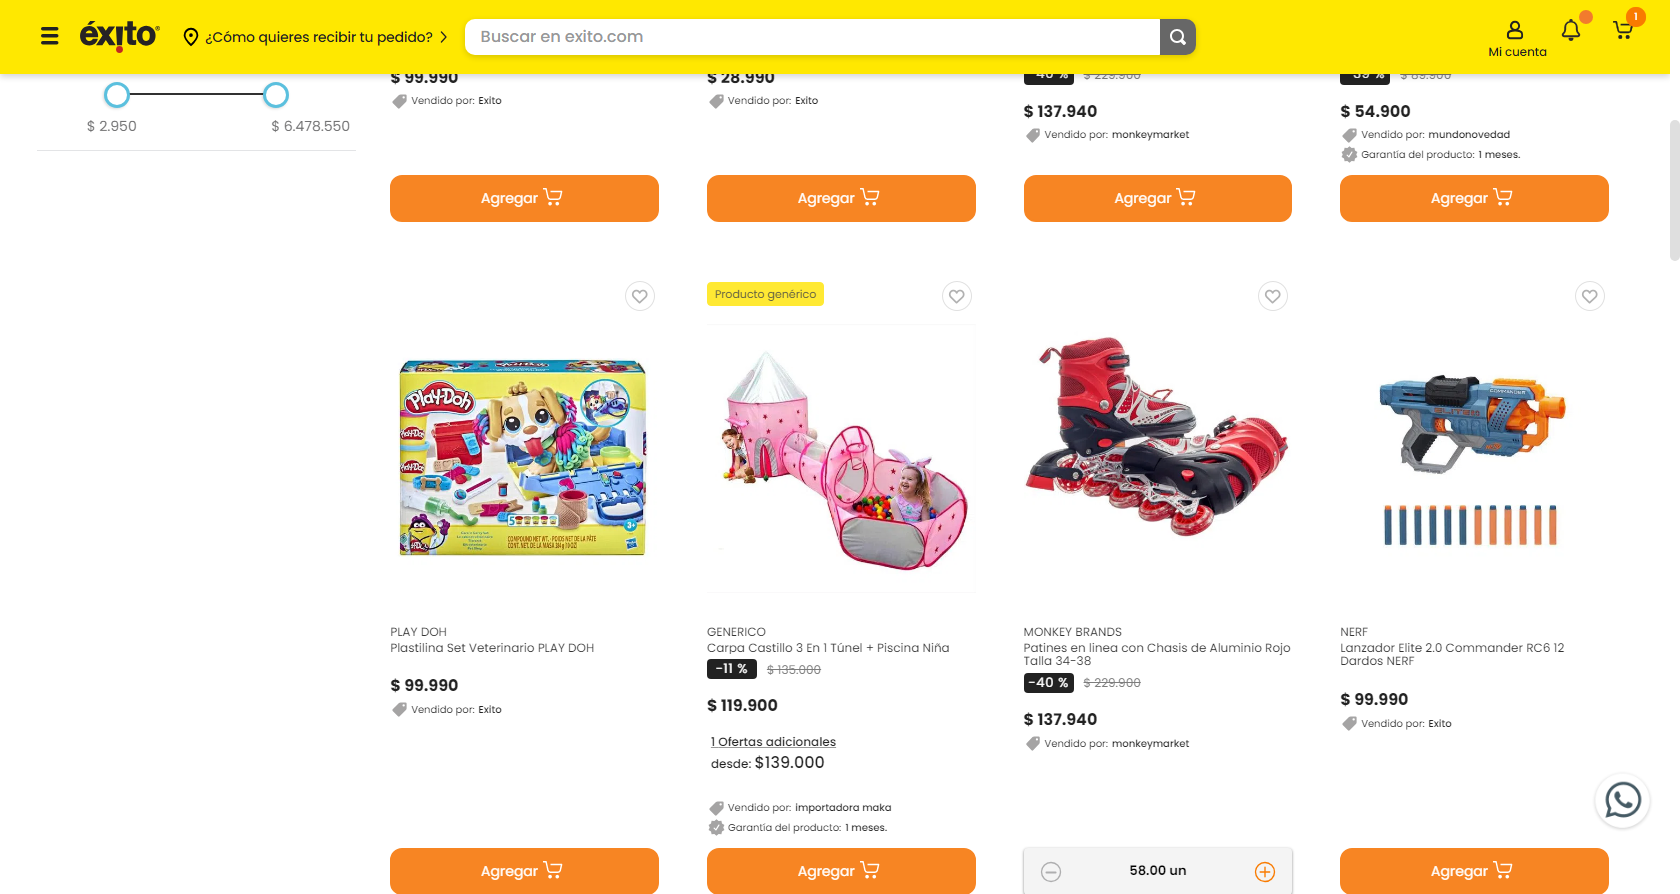 éxito
¿Cómo quieres recibir tu pedido?
Buscar en exito.com
Mi cuenta
1
$ 2.950
$ 6.478.550
$ 99.990
Vendido por: Exito
Agregar
$ 28.990
Vendido por: Exito
Agregar
-40 % $ 229.900
$ 137.940
Vendido por: monkeymarket
Agregar
-39 % $ 89.900
$ 54.900
Vendido por: mundonovedad
Garantía del producto: 1 meses.
Agregar
Play-Doh
PLAY DOH
Plastilina Set Veterinario PLAY DOH
$ 99.990
Vendido por: Exito
Agregar
Producto genérico
GENERICO
Carpa Castillo 3 En 1 Túnel + Piscina Niña
-11 % $ 135.000
$ 119.900
1 Ofertas adicionales
desde: $139.000
Vendido por: importadora maka
Garantía del producto: 1 meses.
Agregar
MONKEY BRANDS
Patines en linea con Chasis de Aluminio Rojo
Talla 34-38
-40 % $ 229.900
$ 137.940
Vendido por: monkeymarket
58.00 un
NERF
Lanzador Elite 2.0 Commander RC6 12
Dardos NERF
$ 99.990
Vendido por: Exito
Agregar